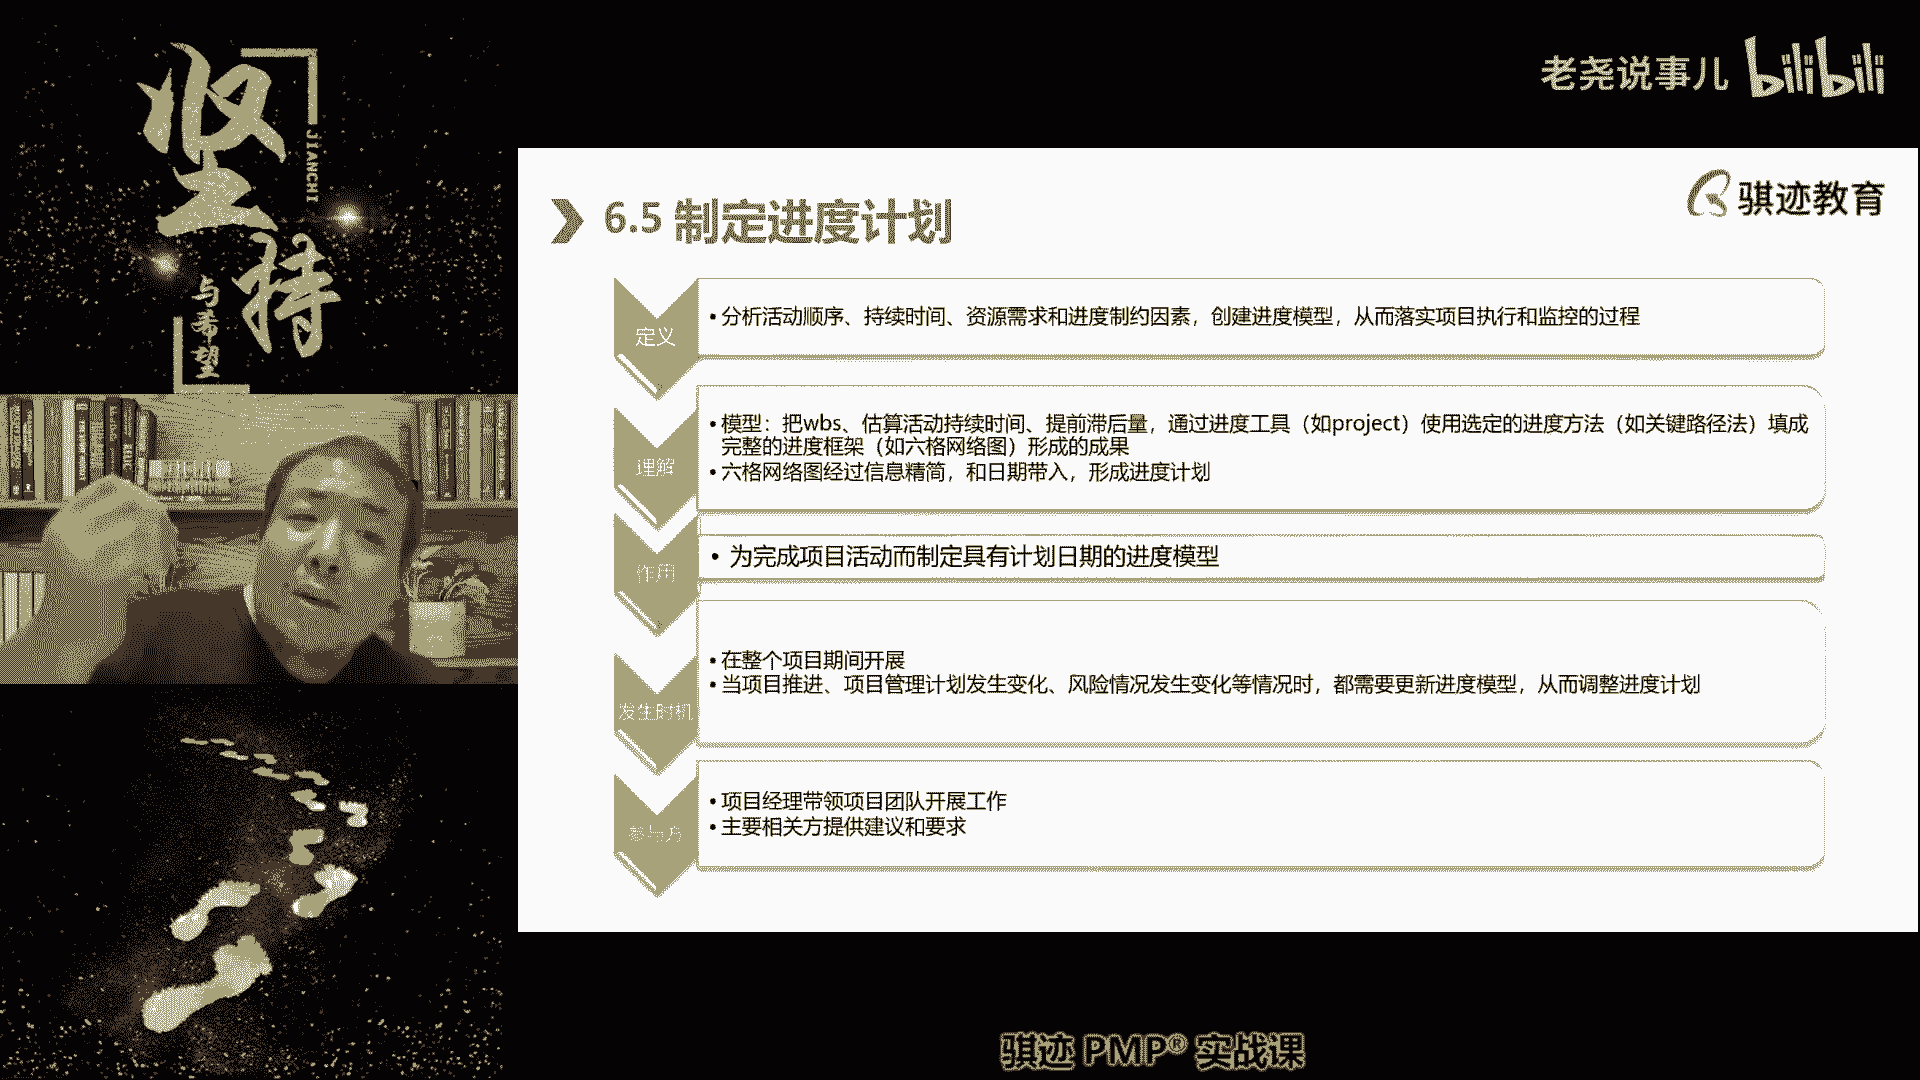 坚持
JIANCHI
与希望
老尧说事儿 bilibili
骐迹教育
6.5 制定进度计划
定义
•分析活动顺序、持续时间、资源需求和进度制约因素，创建进度模型，从而落实项目执行和监控的过程
理解
•模型：把wbs、估算活动持续时间、提前滞后量，通过进度工具（如project）使用选定的进度方法（如关键路径法）填成
完整的进度框架（如六格网络图）形成的成果
•六格网络图经过信息精简，和日期带入，形成进度计划
作用
• 为完成项目活动而制定具有计划日期的进度模型
发生时机
•在整个项目期间开展
•当项目推进、项目管理计划发生变化、风险情况发生变化等情况时，都需要更新进度模型，从而调整进度计划
参与方
•项目经理带领项目团队开展工作
•主要相关方提供建议和要求
骐迹 PMP® 实战课